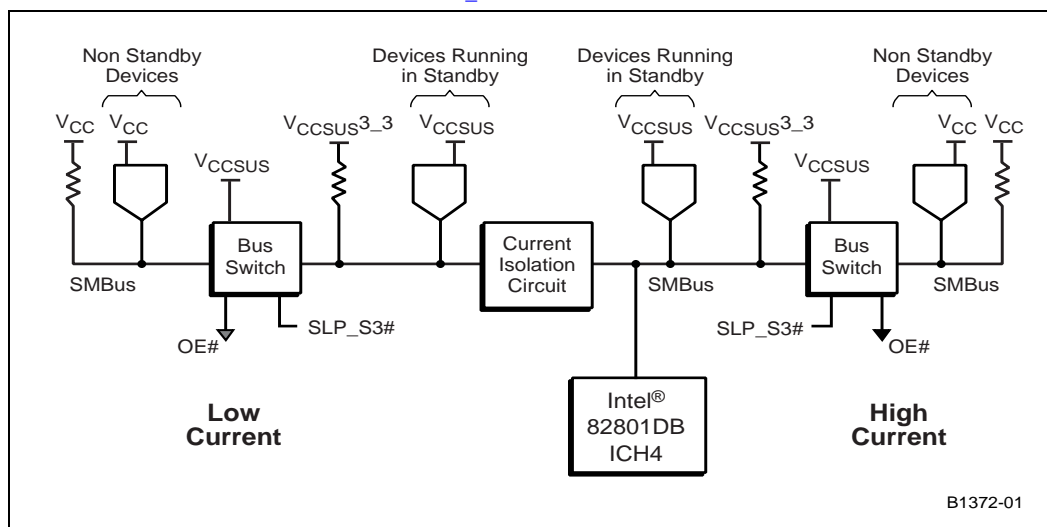 Non Standby
Devices
Devices Running
in Standby
Devices Running
in Standby
Non Standby
Devices
VCC
VCC
VCCSUS3_3
VCCSUS
VCCSUS
VCCSUS3_3
VCC
VCC
VCCSUS
VCCSUS
Bus
Switch
Current
Isolation
Circuit
Bus
Switch
SMBus
SMBus
SMBus
SLP_S3#
SLP_S3#
OE#
OE#
Low
Current
Intel®
82801DB
ICH4
High
Current
B1372-01